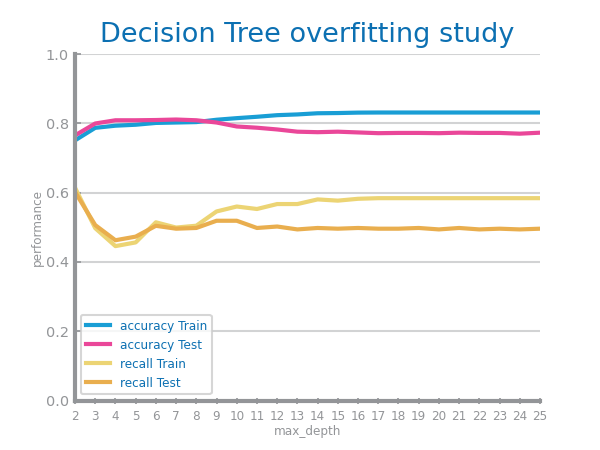 Decision Tree overfitting study
performance
1.0
0.8
0.6
0.4
0.2
0.0
accuracy Train
accuracy Test
recall Train
recall Test
2 3 4 5 6 7 8 9 10 11 12 13 14 15 16 17 18 19 20 21 22 23 24 25
max_depth